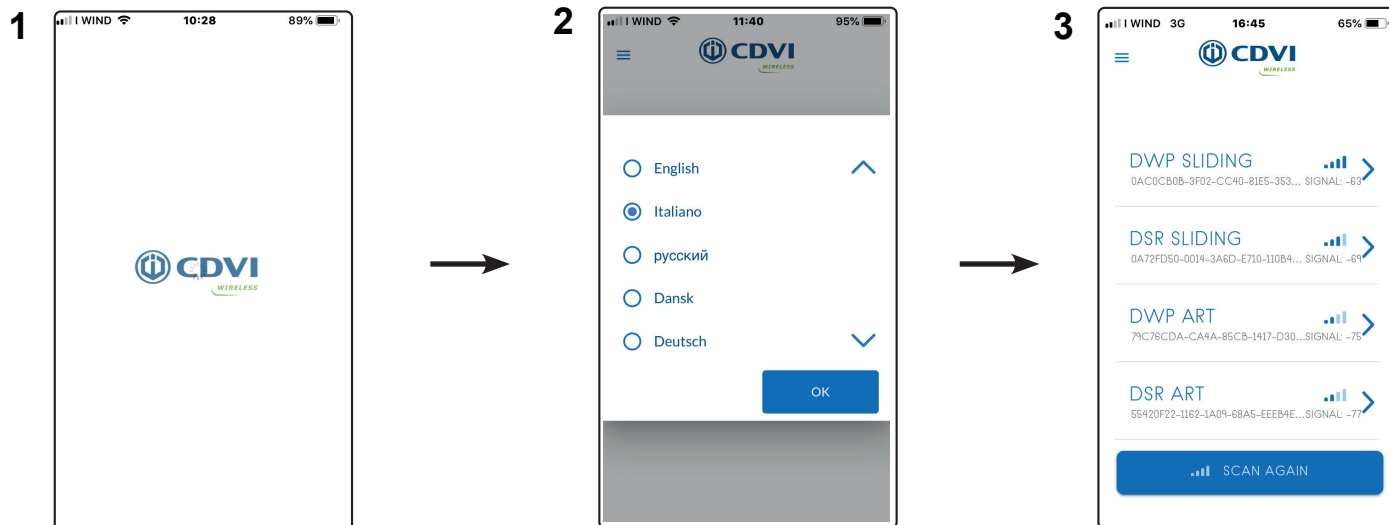 1
I WIND
10:28
89%
CDVI
WIRELESS
2
I WIND
11:40
95%
CDVI
WIRELESS
English
Italiano
русский
Dansk
Deutsch
OK
3
I WIND 3G
16:45
65%
CDVI
WIRELESS
DWP SLIDING
0AC0CB0B-3F02-CC40-81E5-353... SIGNAL: -63
DSR SLIDING
0A72FD50-0014-3A6D-E710-110B4... SIGNAL: -69
DWP ART
79C76CDA-CA4A-85CB-1417-D30...SIGNAL: -75
DSR ART
55420F22-1162-1A09-68A5-EEEB4E...SIGNAL: -77
SCAN AGAIN